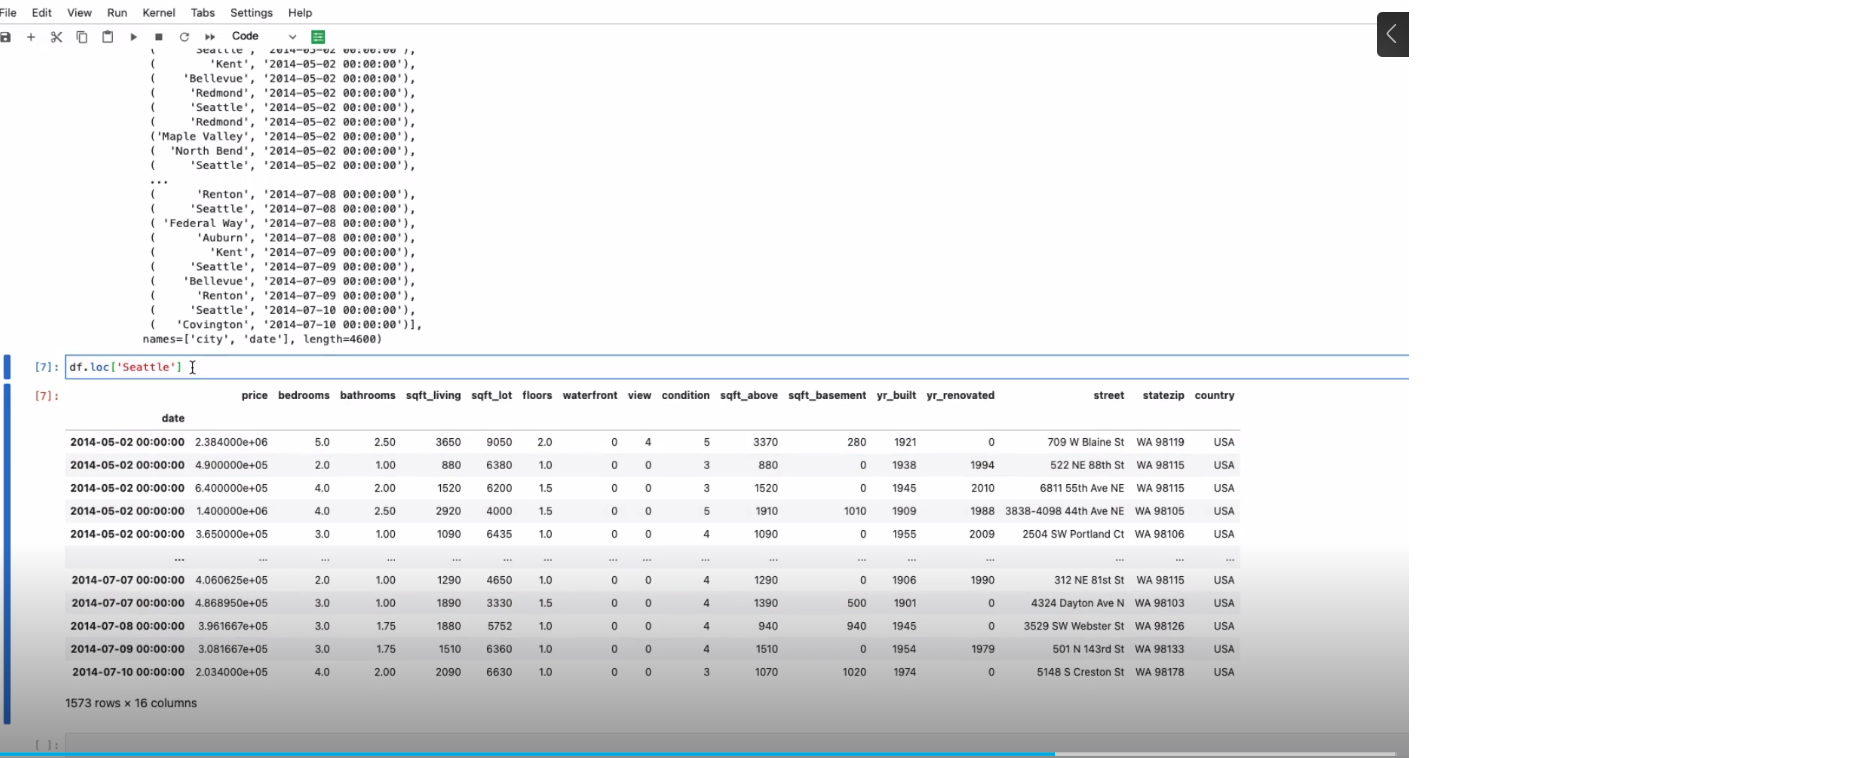 File Edit View Run Kernel Tabs Settings Help
Code
( 'Seattle', '2014-05-02 00:00:00'),
( 'Kent', '2014-05-02 00:00:00'),
( 'Bellevue', '2014-05-02 00:00:00'),
( 'Redmond', '2014-05-02 00:00:00'),
( 'Seattle', '2014-05-02 00:00:00'),
( 'Redmond', '2014-05-02 00:00:00'),
('Maple Valley', '2014-05-02 00:00:00'),
( 'North Bend', '2014-05-02 00:00:00'),
( 'Seattle', '2014-05-02 00:00:00'),
...
( 'Renton', '2014-07-08 00:00:00'),
( 'Seattle', '2014-07-08 00:00:00'),
( 'Federal Way', '2014-07-08 00:00:00'),
( 'Auburn', '2014-07-08 00:00:00'),
( 'Kent', '2014-07-09 00:00:00'),
( 'Seattle', '2014-07-09 00:00:00'),
( 'Bellevue', '2014-07-09 00:00:00'),
( 'Renton', '2014-07-09 00:00:00'),
( 'Seattle', '2014-07-10 00:00:00'),
( 'Covington', '2014-07-10 00:00:00')],
names=['city', 'date'], length=4600)
[7]: df.loc['Seattle']
[7]: price bedrooms bathrooms sqft_living sqft_lot floors waterfront view condition sqft_above sqft_basement yr_built yr_renovated street statezip country
date
2014-05-02 00:00:00 2.384000e+06 5.0 2.50 3650 9050 2.0 0 4 5 3370 280 1921 0 709 W Blaine St WA 98119 USA
2014-05-02 00:00:00 4.900000e+05 2.0 1.00 880 6380 1.0 0 0 3 880 0 1938 1994 522 NE 88th St WA 98115 USA
2014-05-02 00:00:00 6.400000e+05 4.0 2.00 1520 6200 1.5 0 0 3 1520 0 1945 2010 6811 55th Ave NE WA 98115 USA
2014-05-02 00:00:00 1.400000e+06 4.0 2.50 2920 4000 1.5 0 0 5 1910 1010 1909 1988 3838-4098 44th Ave NE WA 98105 USA
2014-05-02 00:00:00 3.650000e+05 3.0 1.00 1090 6435 1.0 0 0 4 1090 0 1955 2009 2504 SW Portland Ct WA 98106 USA
... ... ... ... ... ... ... ... ... ... ... ... ... ... ... ... ...
2014-07-07 00:00:00 4.060625e+05 2.0 1.00 1290 4650 1.0 0 0 4 1290 0 1906 1990 312 NE 81st St WA 98115 USA
2014-07-07 00:00:00 4.868950e+05 3.0 1.00 1890 3330 1.5 0 0 4 1390 500 1901 0 4324 Dayton Ave N WA 98103 USA
2014-07-08 00:00:00 3.961667e+05 3.0 1.75 1880 5752 1.0 0 0 4 940 940 1945 0 3529 SW Webster St WA 98126 USA
2014-07-09 00:00:00 3.081667e+05 3.0 1.75 1510 6360 1.0 0 0 4 1510 0 1954 1979 501 N 143rd St WA 98133 USA
2014-07-10 00:00:00 2.034000e+05 4.0 2.00 2090 6630 1.0 0 0 3 1070 1020 1974 0 5148 S Creston St WA 98178 USA
1573 rows × 16 columns
[ ]: